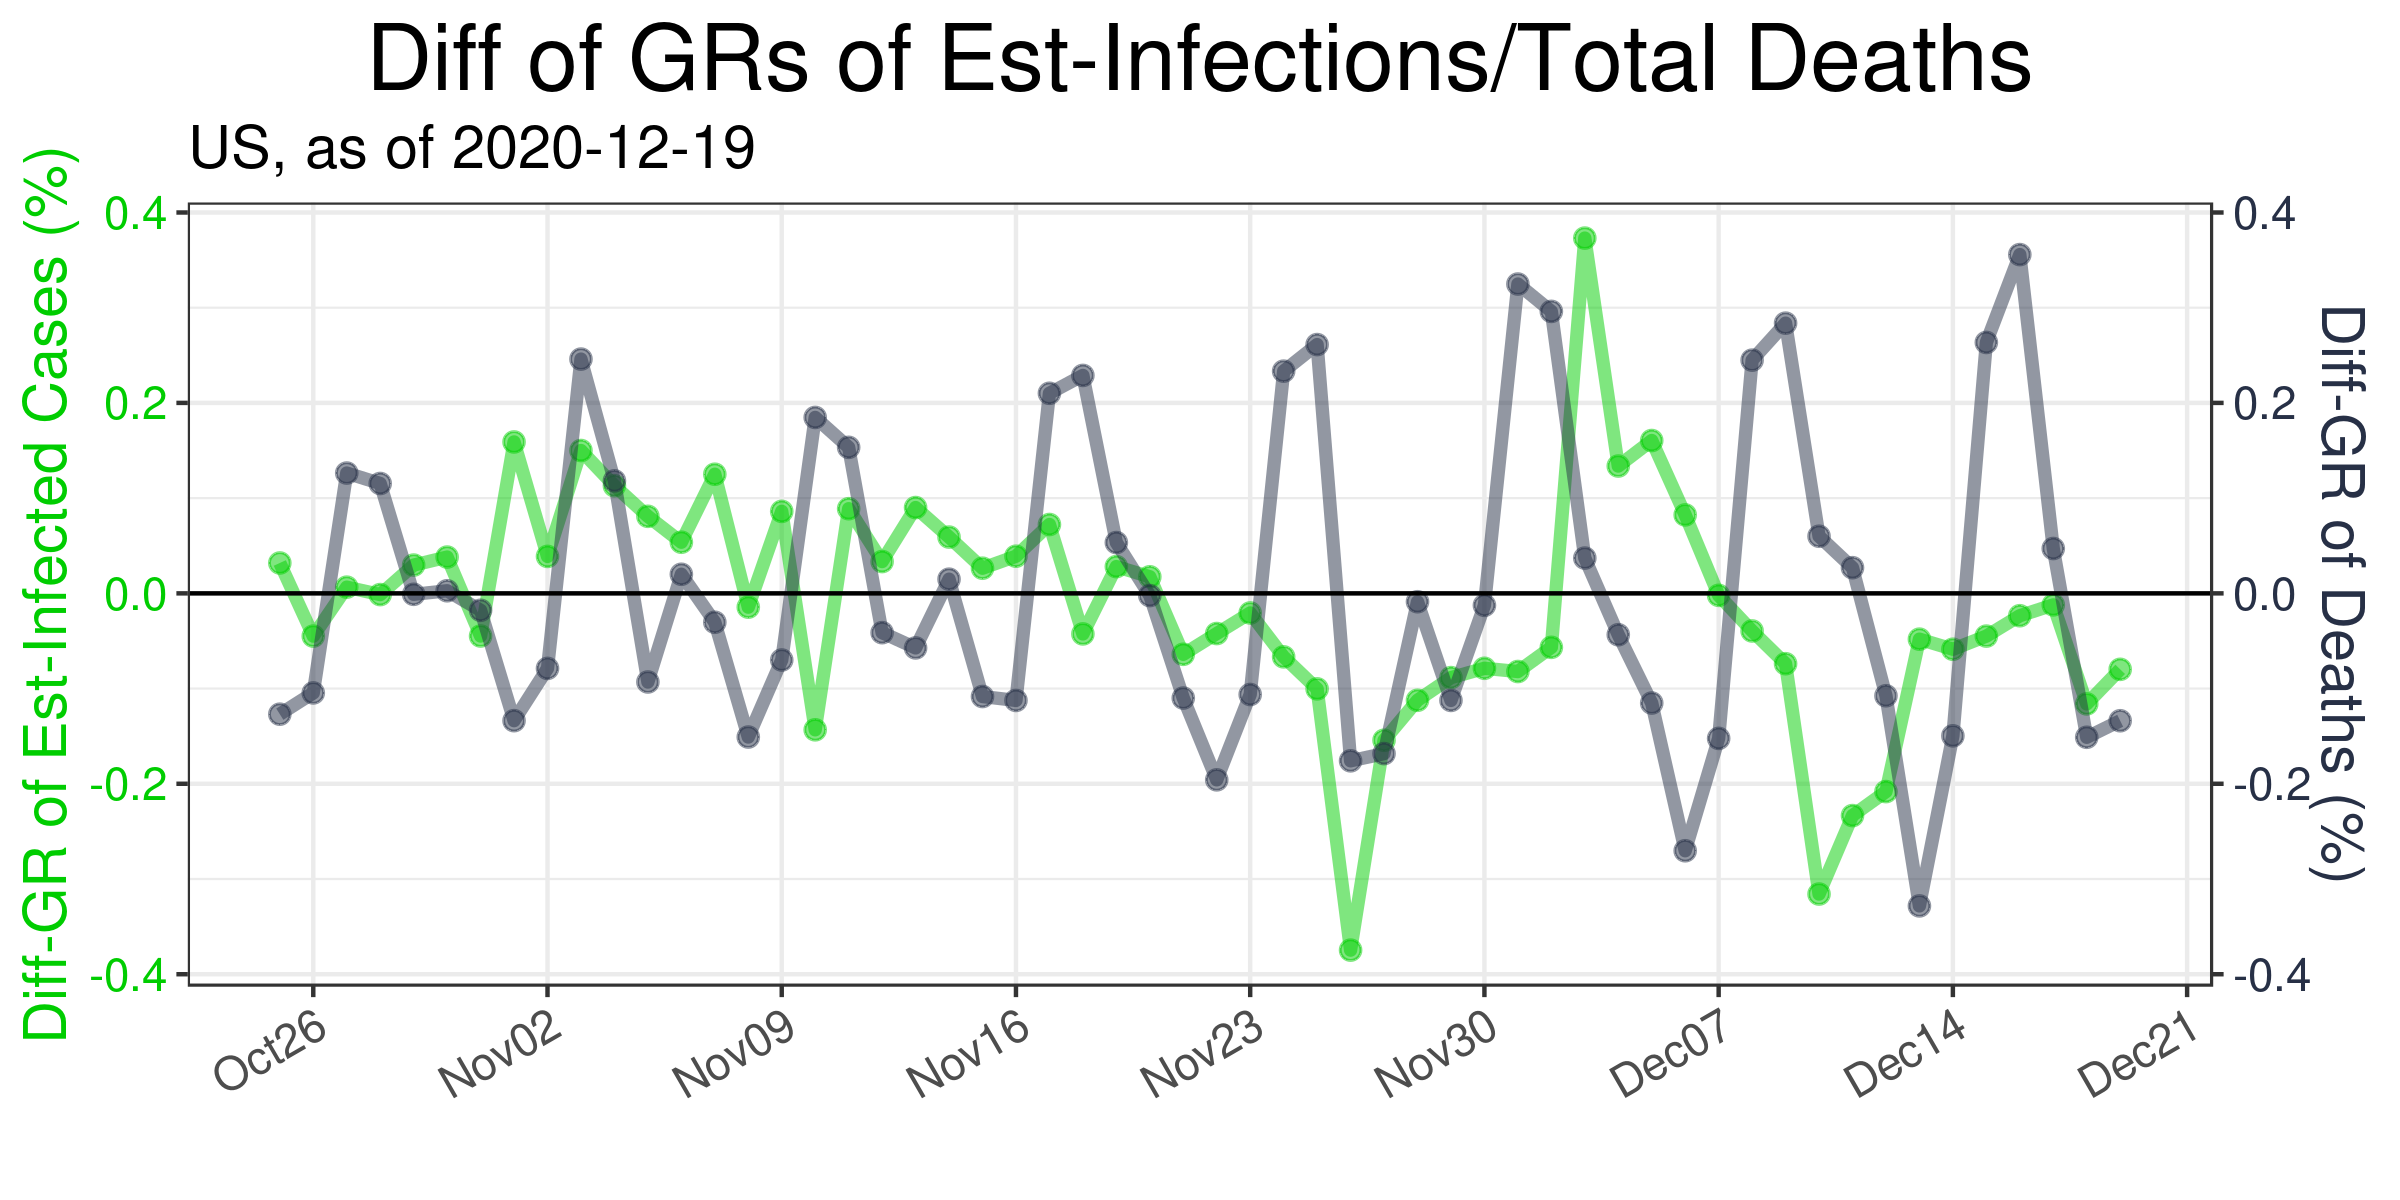 Diff of GRs of Est-Infections/Total Deaths
US, as of 2020-12-19
Diff-GR of Est-Infected Cases (%)
0.4
0.2
0.0
-0.2
-0.4
0.4
0.2
0.0
-0.2
-0.4
Diff-GR of Deaths (%)
Oct26
Nov02
Nov09
Nov16
Nov23
Nov30
Dec07
Dec14
Dec21